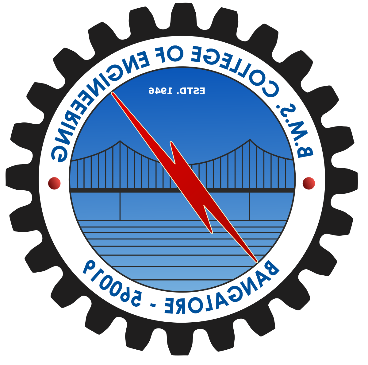 B.M.S. COLLEGE OF ENGINEERING
ESTD. 1946
BANGALORE - 560019